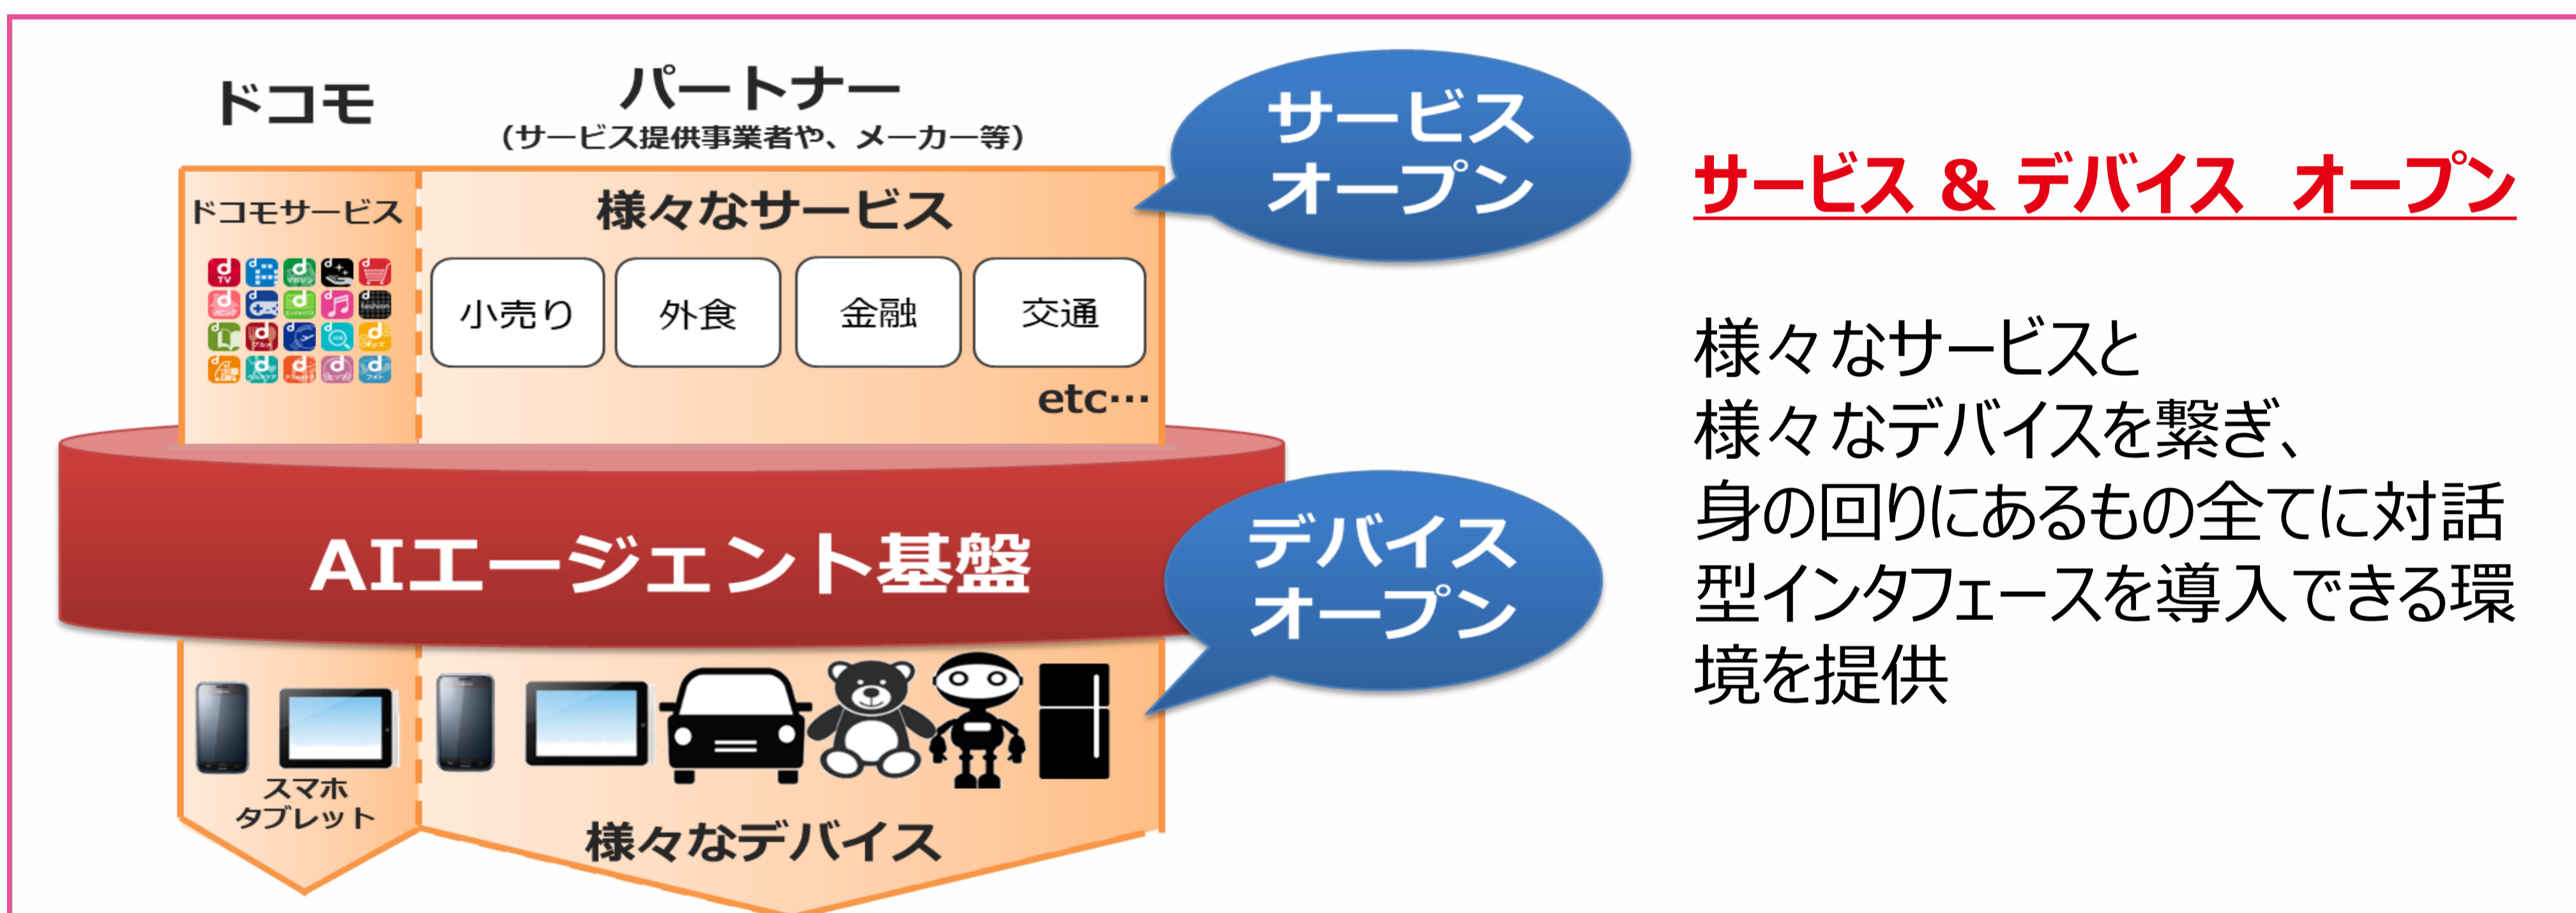 ドコモ
パートナー
(サービス提供事業者や、メーカー等)
サービス
オープン
ドコモサービス
様々なサービス
小売り
外食
金融
交通
etc…
AIエージェント基盤
デバイス
オープン
スマホ
タブレット
様々なデバイス
サービス & デバイス　オープン
様々なサービスと
様々なデバイスを繋ぎ、
身の回りにあるもの全てに対話
型インタフェースを導入できる環
境を提供